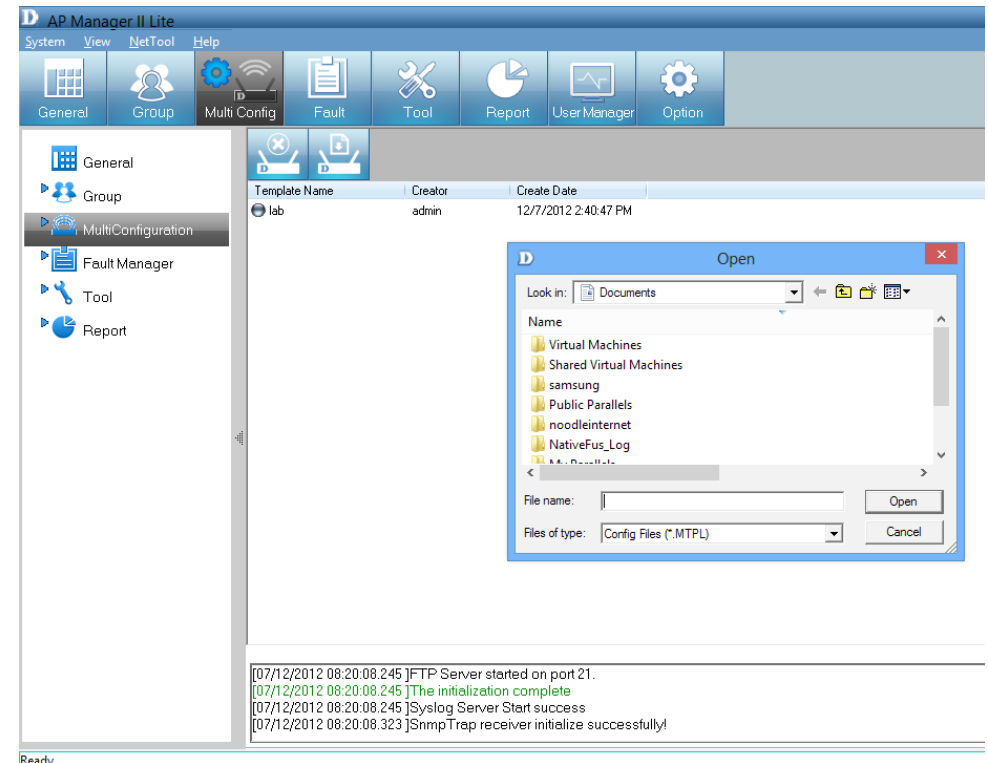 D AP Manager II Lite
System View NetTool Help
General Group Multi Config Fault Tool Report UserManager Option
D D
General
Group
MultiConfiguration
Fault Manager
Tool
Report
Template Name Creator Create Date
lab admin 12/7/2012 2:40:47 PM
D Open
Look in: Documents
Name
Virtual Machines
Shared Virtual Machines
samsung
Public Parallels
noodleinternet
NativeFus_Log
My Parallels
File name: Open
Files of type: Config Files (*.MTPL) Cancel
[07/12/2012 08:20:08.245 ]FTP Server started on port 21.
[07/12/2012 08:20:08.245 ]The initialization complete
[07/12/2012 08:20:08.245 ]Syslog Server Start success
[07/12/2012 08:20:08.323 ]SnmpTrap receiver initialize successfully!
Ready